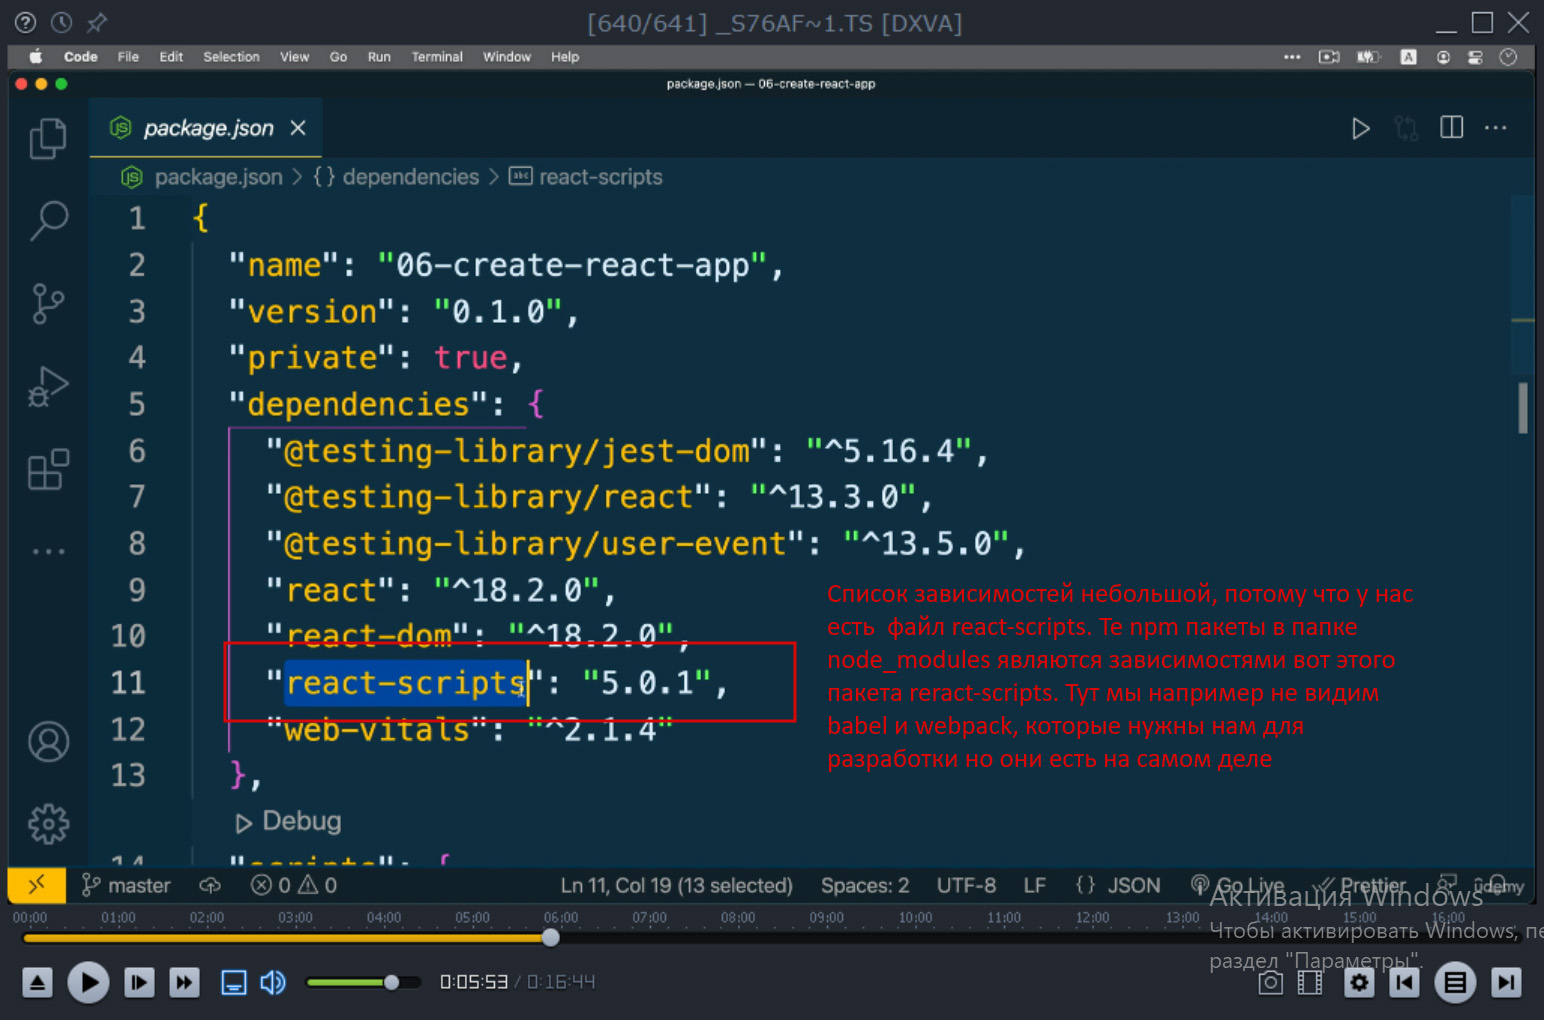 [640/641] _S76AF~1.TS [DXVA]
Code File Edit Selection View Go Run Terminal Window Help
package.json — 06-create-react-app
package.json
package.json > {} dependencies > abc react-scripts
1 {
2 "name": "06-create-react-app",
3 "version": "0.1.0",
4 "private": true,
5 "dependencies": {
6 "@testing-library/jest-dom": "^5.16.4",
7 "@testing-library/react": "^13.3.0",
8 "@testing-library/user-event": "^13.5.0",
9 "react": "^18.2.0",
10 "react-dom": "^18.2.0",
11 "react-scripts": "5.0.1",
12 "web-vitals": "^2.1.4"
13 },
Список зависимостей небольшой, потому что у нас
есть файл react-scripts. Те npm пакеты в папке
node_modules являются зависимостями вот этого
пакета reract-scripts. Тут мы например не видим
babel и webpack, которые нужны нам для
разработки но они есть на самом деле
Debug
14 "scripts": {
master 0 0 Ln 11, Col 19 (13 selected) Spaces: 2 UTF-8 LF {} JSON Go Live Prettier
ûdemy
Активация Windows
Чтобы активировать Windows, пе
раздел "Параметры".
00:00 01:00 02:00 03:00 04:00 05:00 06:00 07:00 08:00 09:00 10:00 11:00 12:00 13:00 14:00 15:00 16:00
0:05:53 / 0:16:44